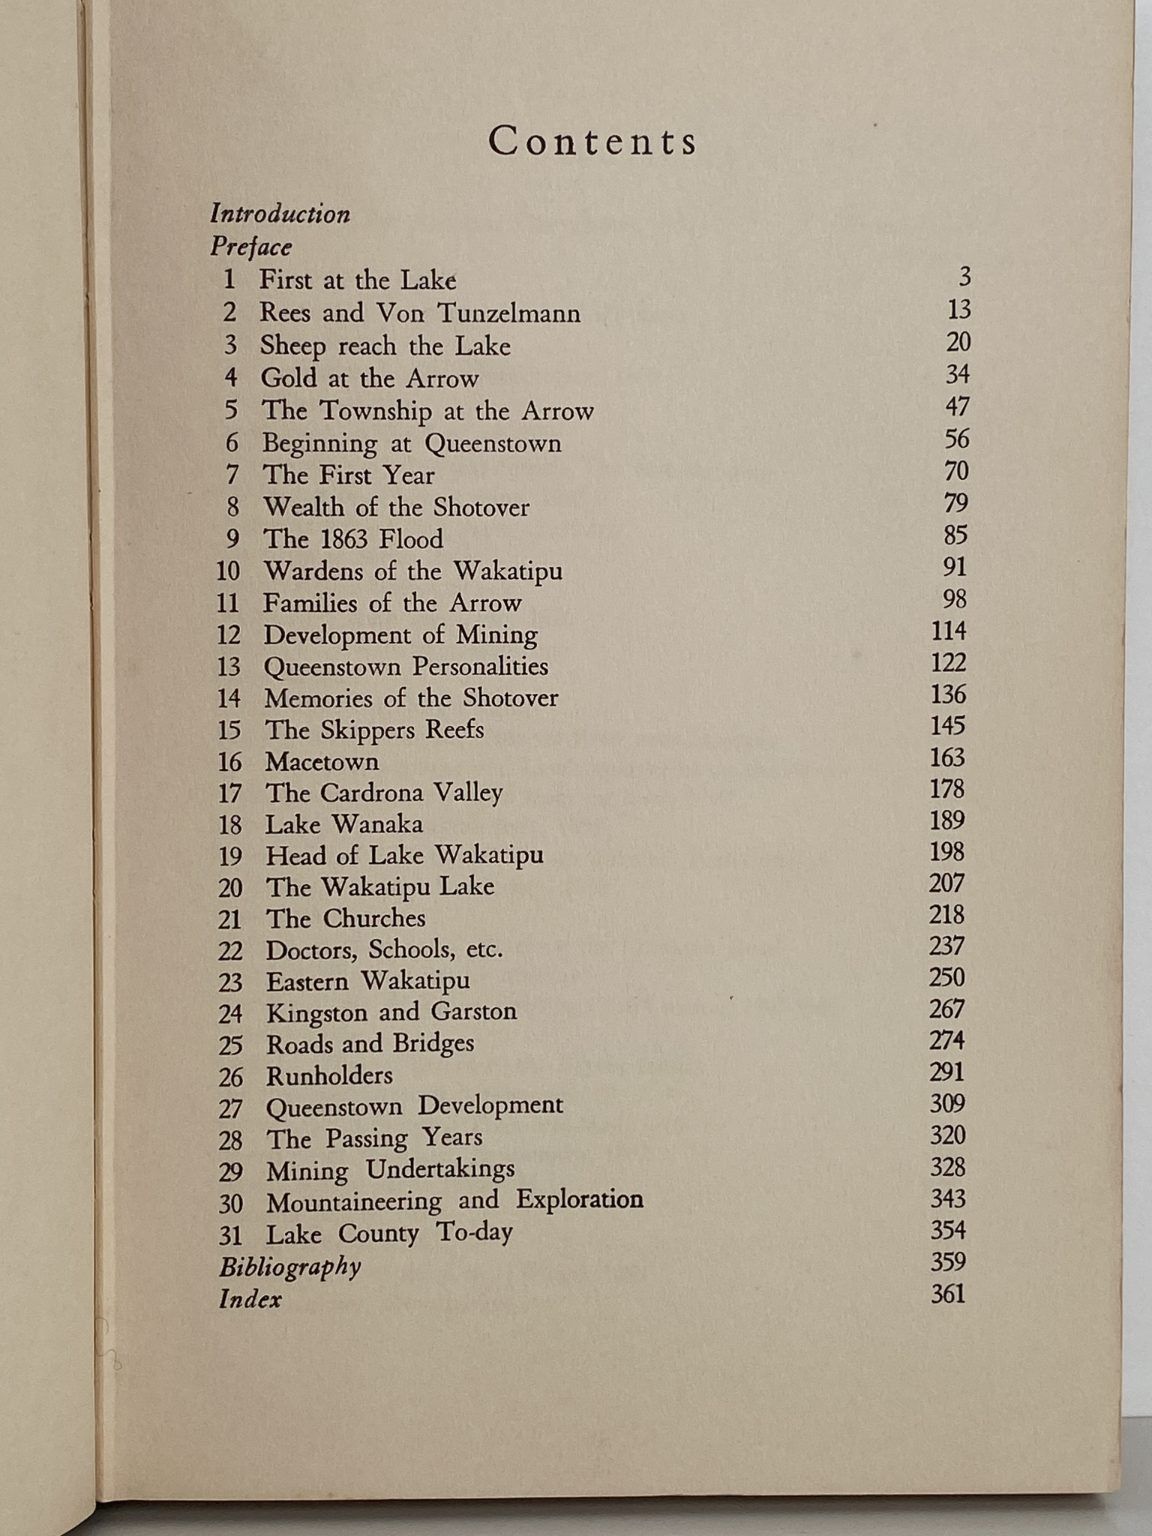 Contents
Introduction
Preface
1 First at the Lake 3
2 Rees and Von Tunzelmann 13
3 Sheep reach the Lake 20
4 Gold at the Arrow 34
5 The Township at the Arrow 47
6 Beginning at Queenstown 56
7 The First Year 70
8 Wealth of the Shotover 79
9 The 1863 Flood 85
10 Wardens of the Wakatipu 91
11 Families of the Arrow 98
12 Development of Mining 114
13 Queenstown Personalities 122
14 Memories of the Shotover 136
15 The Skippers Reefs 145
16 Macetown 163
17 The Cardrona Valley 178
18 Lake Wanaka 189
19 Head of Lake Wakatipu 198
20 The Wakatipu Lake 207
21 The Churches 218
22 Doctors, Schools, etc. 237
23 Eastern Wakatipu 250
24 Kingston and Garston 267
25 Roads and Bridges 274
26 Runholders 291
27 Queenstown Development 309
28 The Passing Years 320
29 Mining Undertakings 328
30 Mountaineering and Exploration 343
31 Lake County To-day 354
Bibliography 359
Index 361